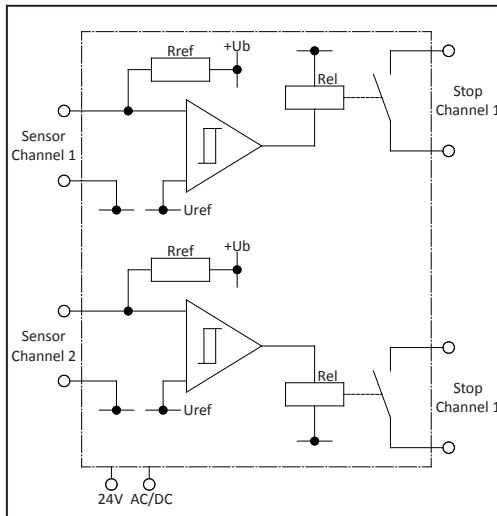 Rref
+Ub
Rel
Stop
Channel 1
Sensor
Channel 1
Uref
Rref
+Ub
Sensor
Channel 2
Rel
Stop
Channel 1
Uref
24V AC/DC